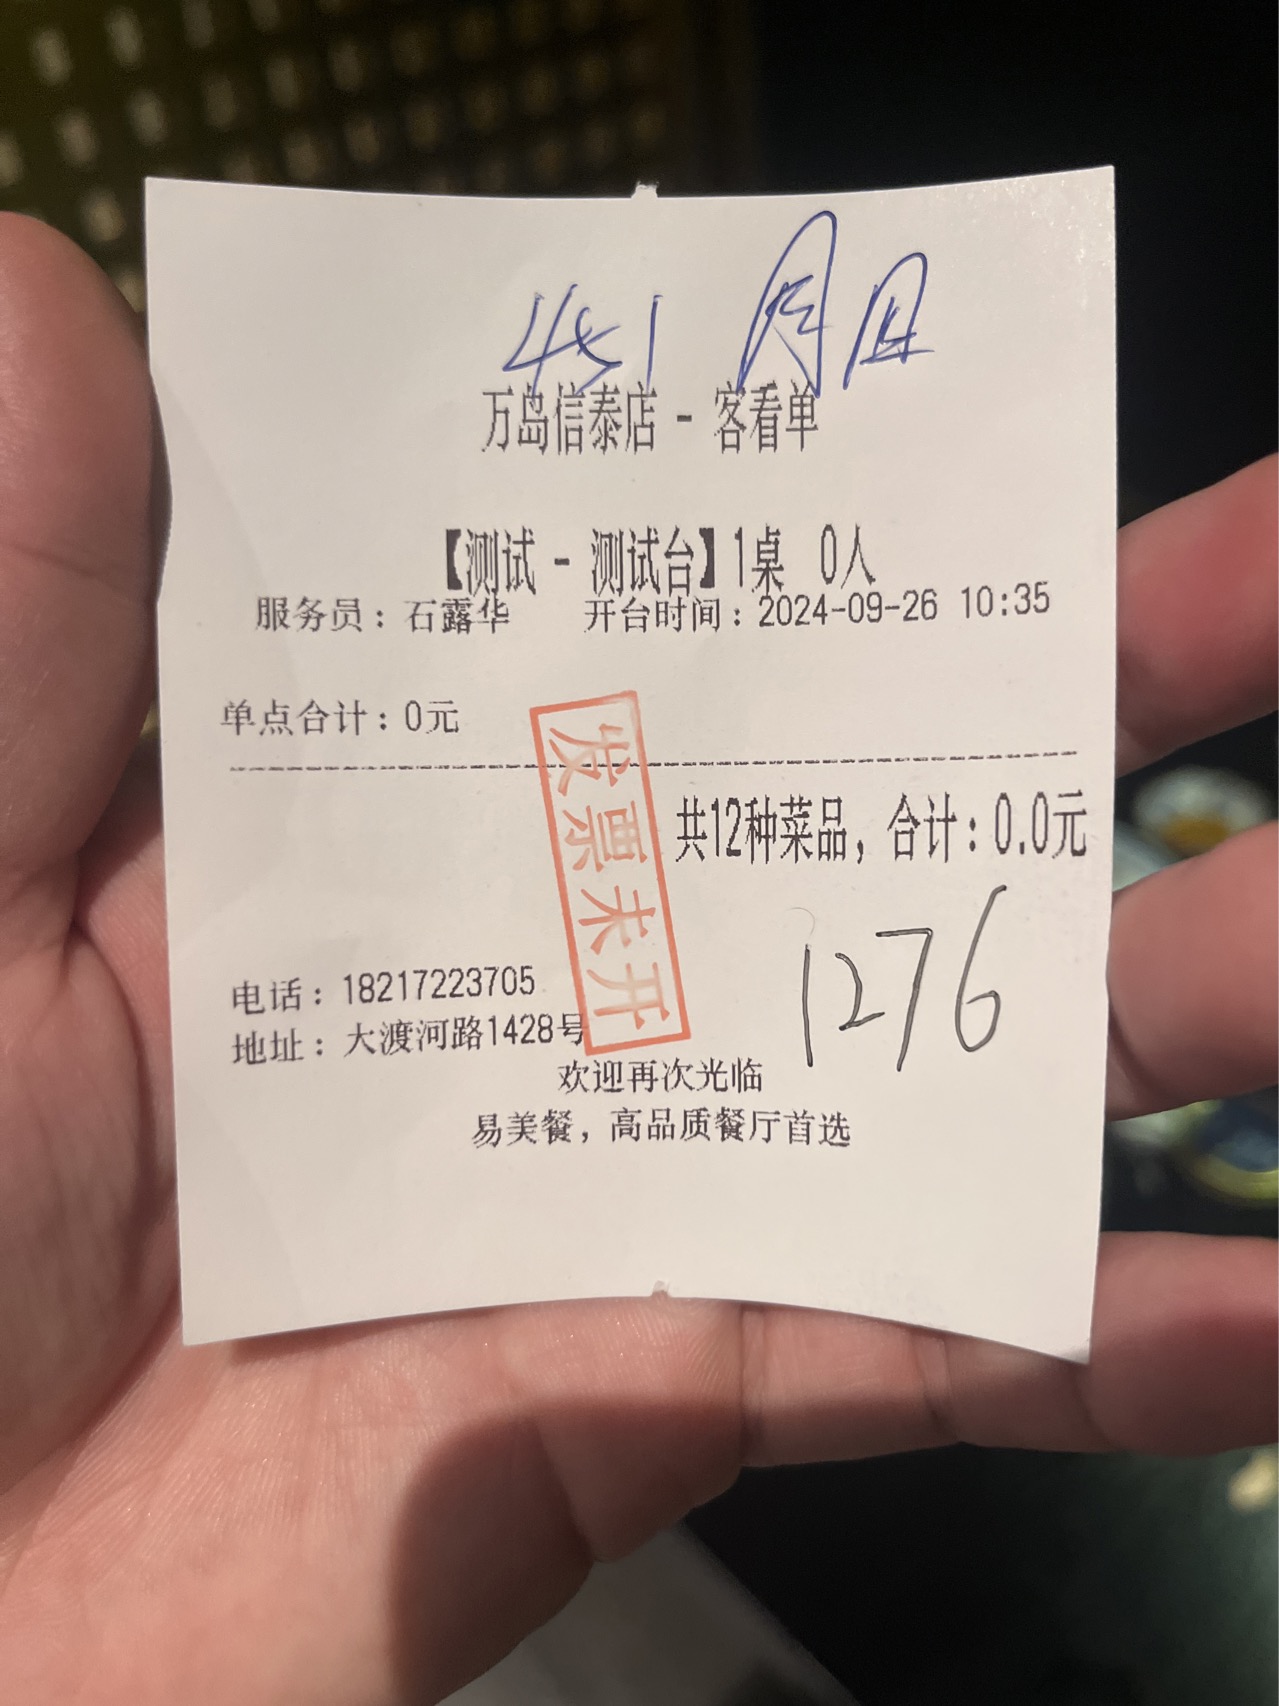 万岛信泰店 - 客看单
【测试 - 测试台】1桌 0人
服务员：石露华 开台时间：2024-09-26 10:35
单点合计：0元
发票未开
共12种菜品，合计：0.0元
1276
电话：18217223705
地址：大渡河路1428号
欢迎再次光临
易美餐，高品质餐厅首选